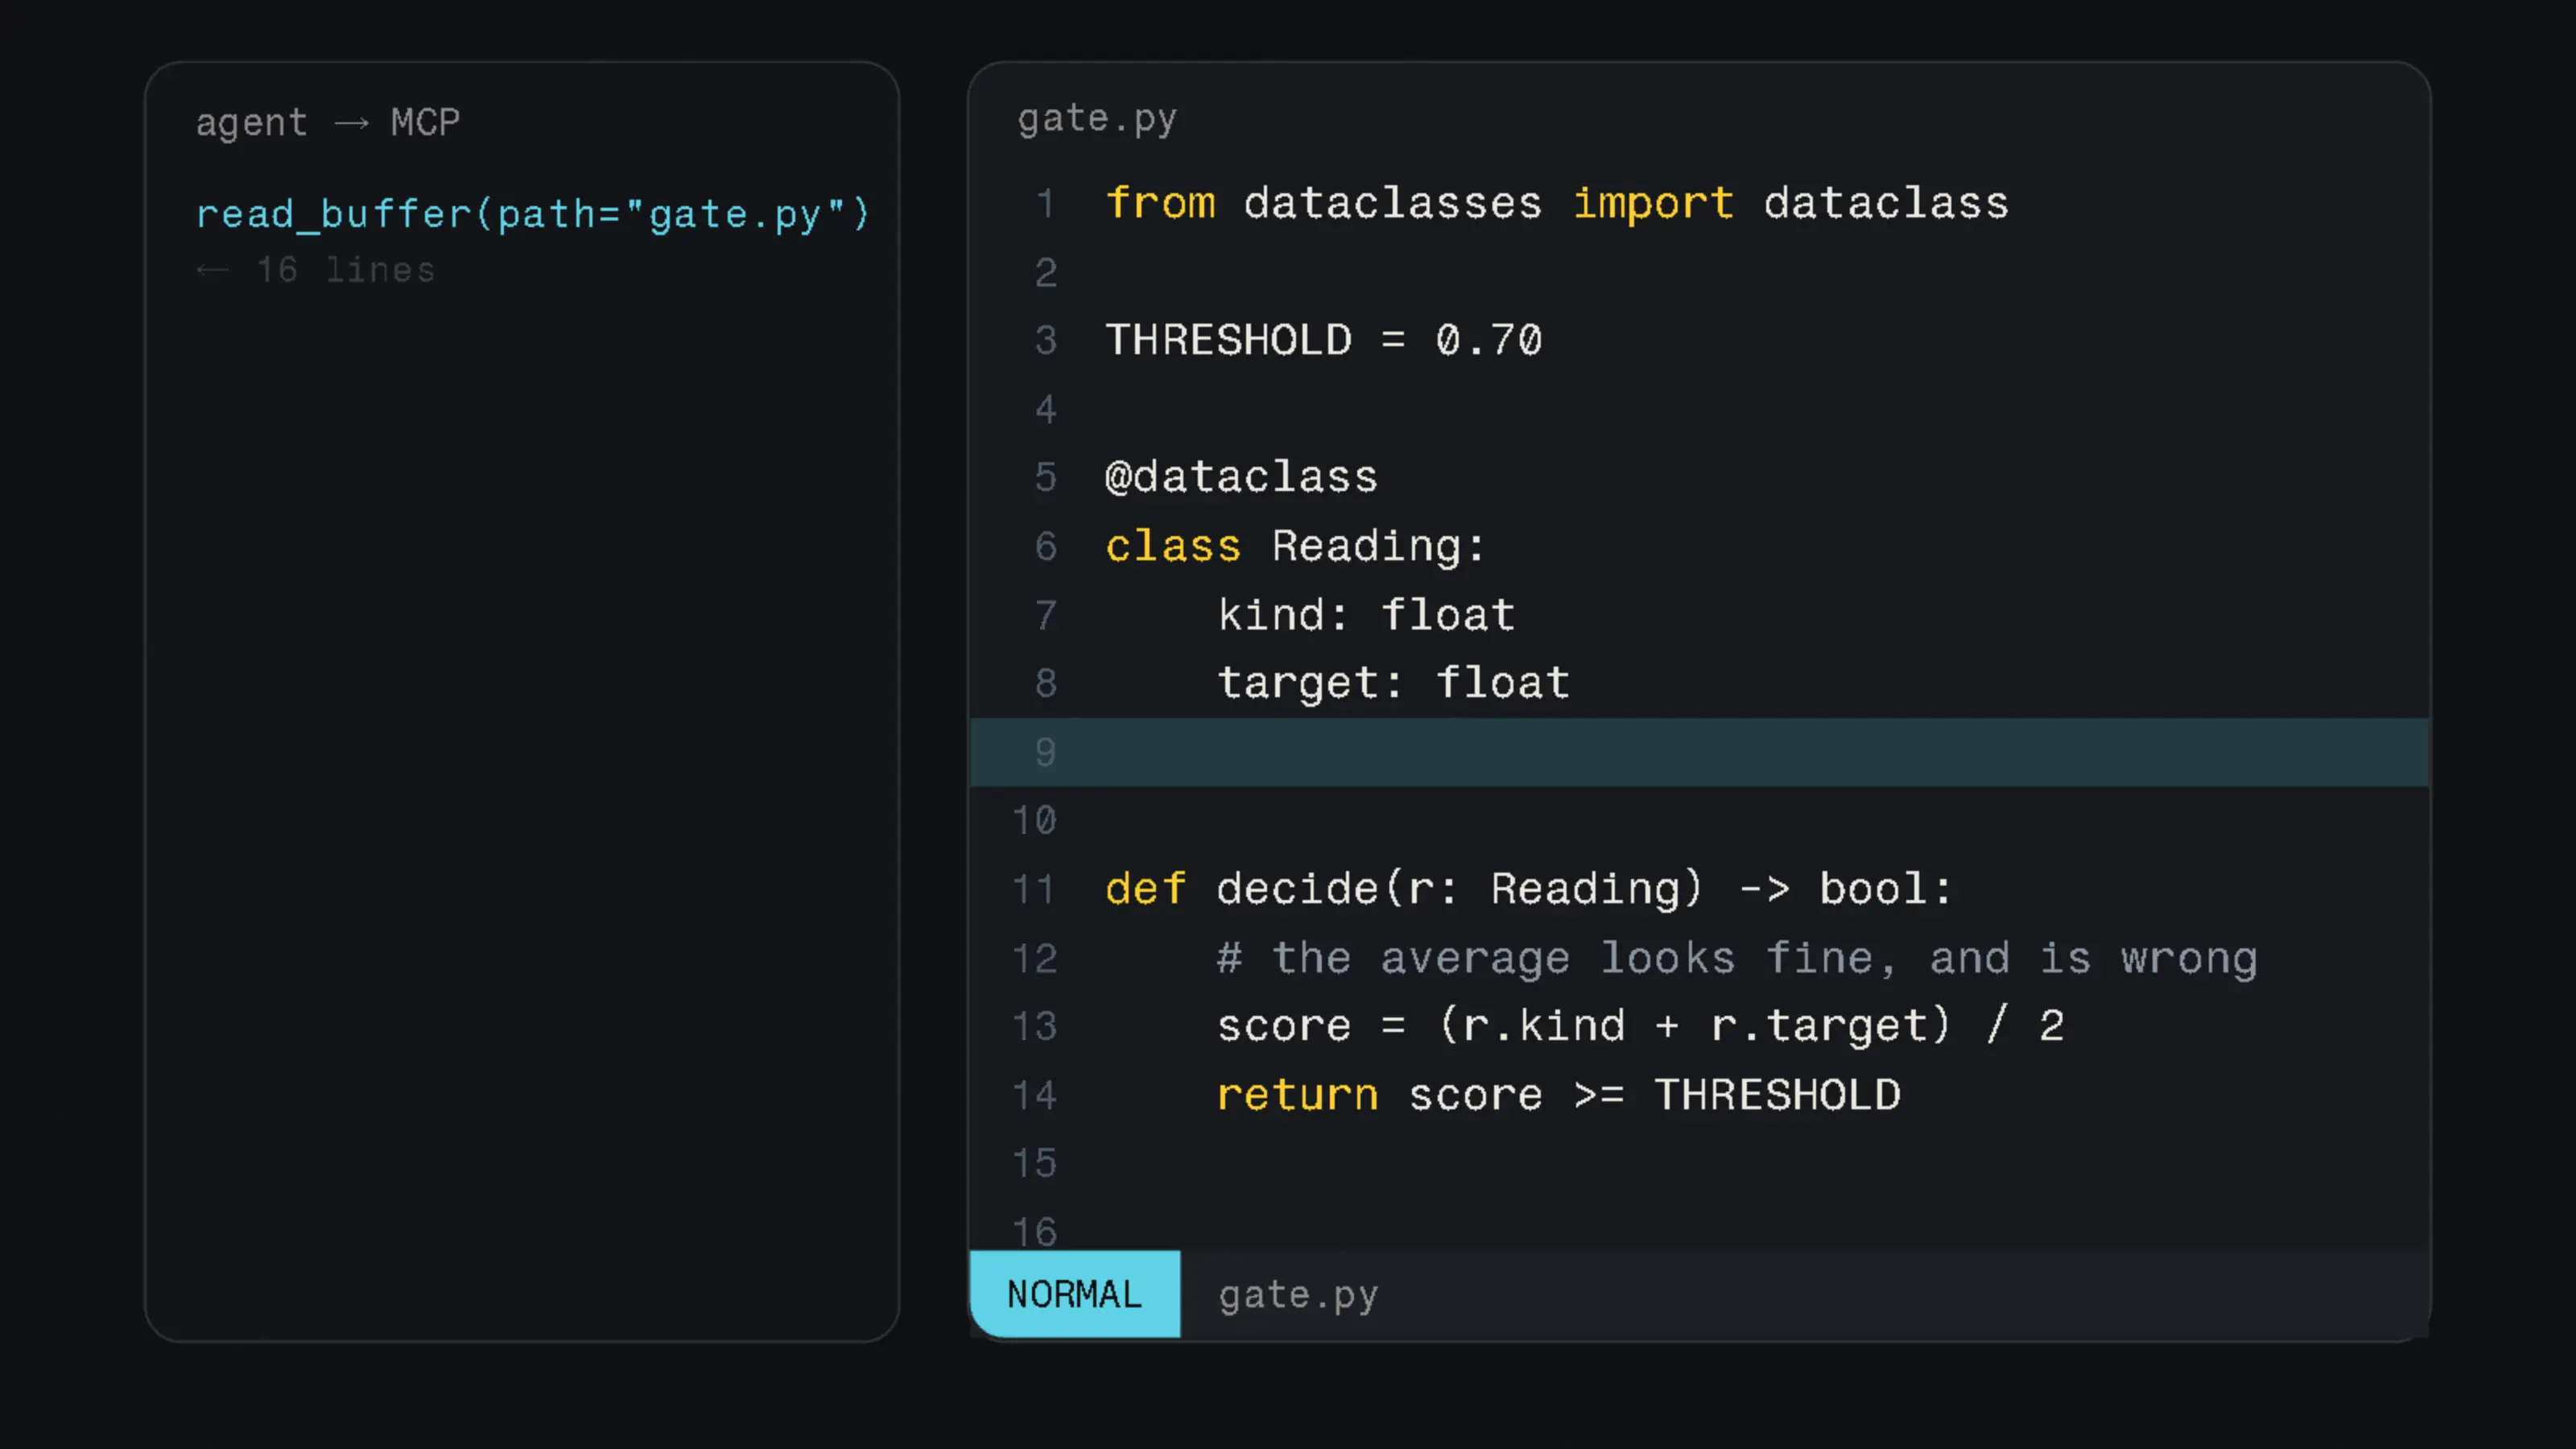 agent → MCP
read_buffer(path="gate.py")
← 16 lines
gate.py
1 from dataclasses import dataclass
2
3 THRESHOLD = 0.70
4
5 @dataclass
6 class Reading:
7     kind: float
8     target: float
9
10
11 def decide(r: Reading) -> bool:
12     # the average looks fine, and is wrong
13     score = (r.kind + r.target) / 2
14     return score >= THRESHOLD
15
16
NORMAL gate.py